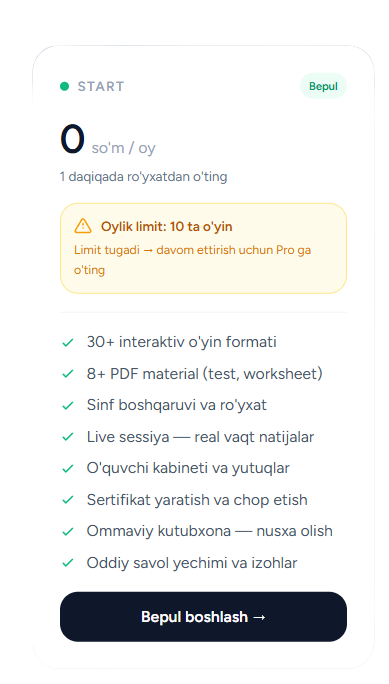 START
Bepul
0 so'm / oy
1 daqiqada ro'yxatdan o'ting
Oylik limit: 10 ta o'yin
Limit tugadi → davom ettirish uchun Pro ga
o'ting
30+ interaktiv o'yin formati
8+ PDF material (test, worksheet)
Sinf boshqaruvi va ro'yxat
Live sessiya — real vaqt natijalar
O'quvchi kabineti va yutuqlar
Sertifikat yaratish va chop etish
Ommaviy kutubxona — nusxa olish
Oddiy savol yechimi va izohlar
Bepul boshlash →